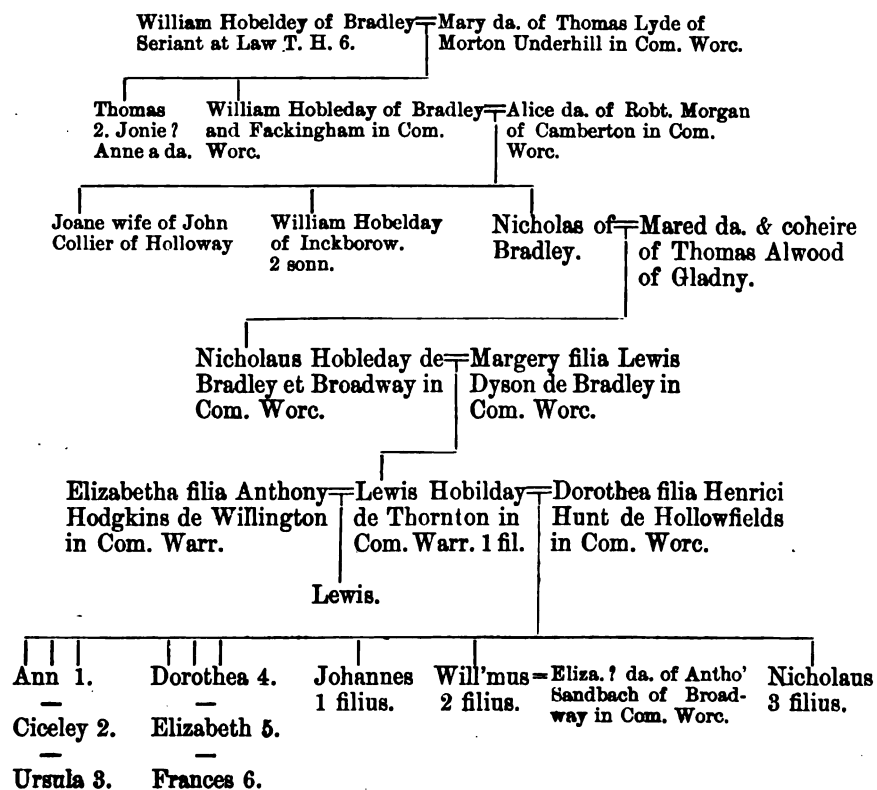 William Hobeldey of Bradley=Mary da. of Thomas Lyde of
Seriant at Law T. H. 6. Morton Underhill in Com. Worc.
Thomas
2. Jonie ?
Anne a da.
William Hobleday of Bradley=Alice da. of Robt. Morgan
and Fackingham in Com. of Camberton in Com.
Worc. Worc.
Joane wife of John
Collier of Holloway
William Hobelday
of Inckborow.
2 sonn.
Nicholas of=Mared da. & coheire
Bradley. of Thomas Alwood
of Gladny.
Nicholaus Hobleday de=Margery filia Lewis
Bradley et Broadway in Dyson de Bradley in
Com. Worc. Com. Worc.
Elizabetha filia Anthony=Lewis Hobilday=Dorothea filia Henrici
Hodgkins de Willington de Thornton in Hunt de Hollowfields
in Com. Warr. Com. Warr. 1 fil. in Com. Worc.
Lewis.
Ann 1.
Ciceley 2.
Ursula 3.
Dorothea 4.
Elizabeth 5.
Frances 6.
Johannes
1 filius.
Will'mus=Eliza. ? da. of Antho'
2 filius. Sandbach of Broad-
way in Com. Worc.
Nicholaus
3 filius.